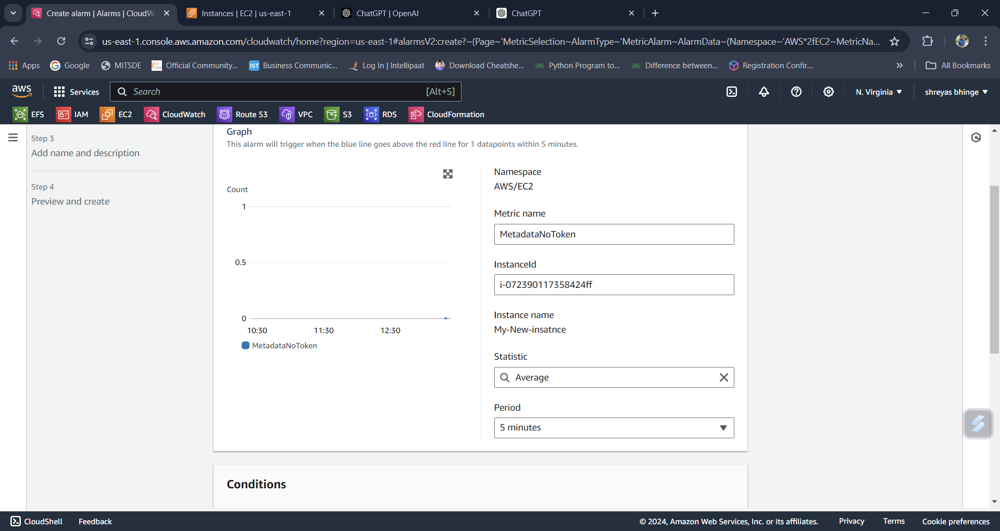 Create alarm | Alarms | CloudW
Instances | EC2 | us-east-1
ChatGPT | OpenAI
ChatGPT
us-east-1.console.aws.amazon.com/cloudwatch/home?region=us-east-1#alarmsV2:create?~(Page~'MetricSelection~AlarmType~'MetricAlarm~AlarmData~(Namespace~'AWS*2fEC2~MetricNa...
Apps
Google
MITSDE
Official Community...
IST Business Communic...
Log In | Intellipaat
Download Cheatshe...
Python Program to...
Difference between...
Registration Confir...
All Bookmarks
aws
Services
Search
[Alt+S]
N. Virginia
shreyas bhinge
EFS
IAM
EC2
CloudWatch
Route 53
VPC
S3
RDS
CloudFormation
Step 3
Add name and description
Step 4
Preview and create
Graph
This alarm will trigger when the blue line goes above the red line for 1 datapoints within 5 minutes.
Count
1
0.5
0
10:30
11:30
12:30
MetadataNoToken
Namespace
AWS/EC2
Metric name
MetadataNoToken
InstanceId
i-072390117358424ff
Instance name
My-New-insatnce
Statistic
Average
Period
5 minutes
Conditions
CloudShell
Feedback
© 2024, Amazon Web Services, Inc. or its affiliates.
Privacy
Terms
Cookie preferences